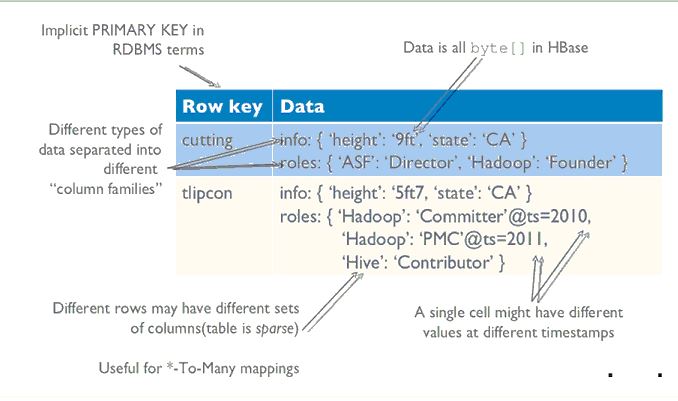 Implicit PRIMARY KEY in
RDBMS terms
Data is all byte[] in HBase
Row key Data
Different types of
data separated into
different
“column families”
cutting info: { ‘height’: ‘9ft’, ‘state’: ‘CA’ }
roles: { ‘ASF’: ‘Director’, ‘Hadoop’: ‘Founder’ }
tlipcon info: { ‘height’: ‘5ft7, ‘state’: ‘CA’ }
roles: { ‘Hadoop’: ‘Committer’@ts=2010,
‘Hadoop’: ‘PMC’@ts=2011,
‘Hive’: ‘Contributor’ }
Different rows may have different sets
of columns(table is sparse)
A single cell might have different
values at different timestamps
Useful for *-To-Many mappings